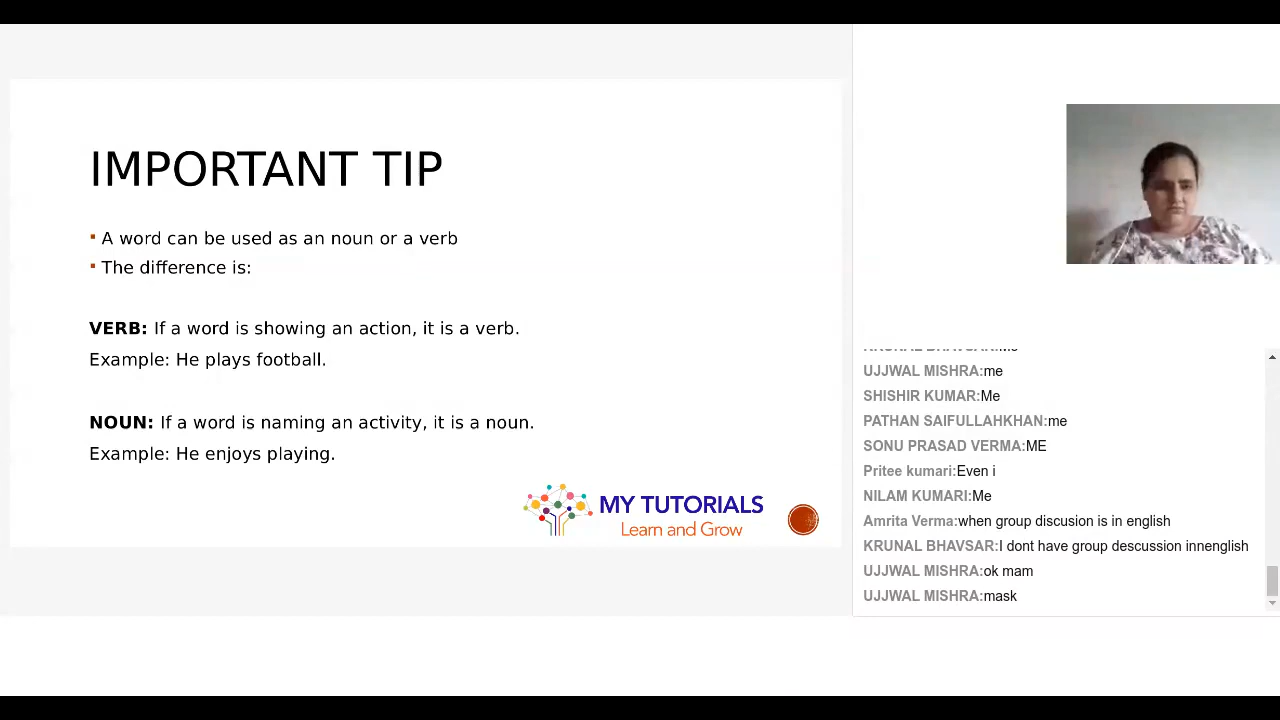 IMPORTANT TIP
▪ A word can be used as an noun or a verb
▪ The difference is:
VERB: If a word is showing an action, it is a verb.
Example: He plays football.
NOUN: If a word is naming an activity, it is a noun.
Example: He enjoys playing.
MY TUTORIALS
Learn and Grow
UJJWAL MISHRA:me
SHISHIR KUMAR:Me
PATHAN SAIFULLAHKHAN:me
SONU PRASAD VERMA:ME
Pritee kumari:Even i
NILAM KUMARI:Me
Amrita Verma:when group discusion is in english
KRUNAL BHAVSAR:I dont have group descussion innenglish
UJJWAL MISHRA:ok mam
UJJWAL MISHRA:mask